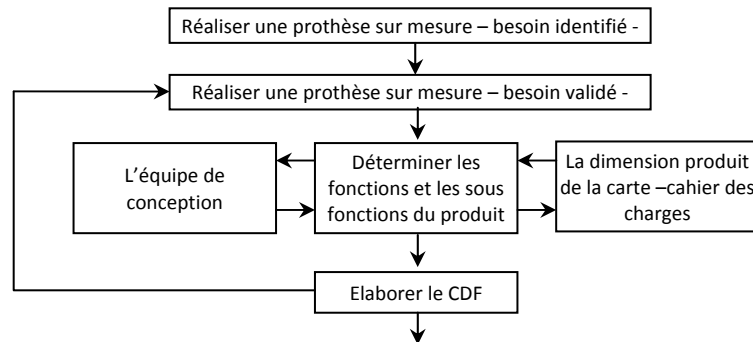 Réaliser une prothèse sur mesure – besoin identifié -
Réaliser une prothèse sur mesure – besoin validé -
L'équipe de
conception
Déterminer les
fonctions et les sous
fonctions du produit
La dimension produit
de la carte –cahier des
charges
Elaborer le CDF